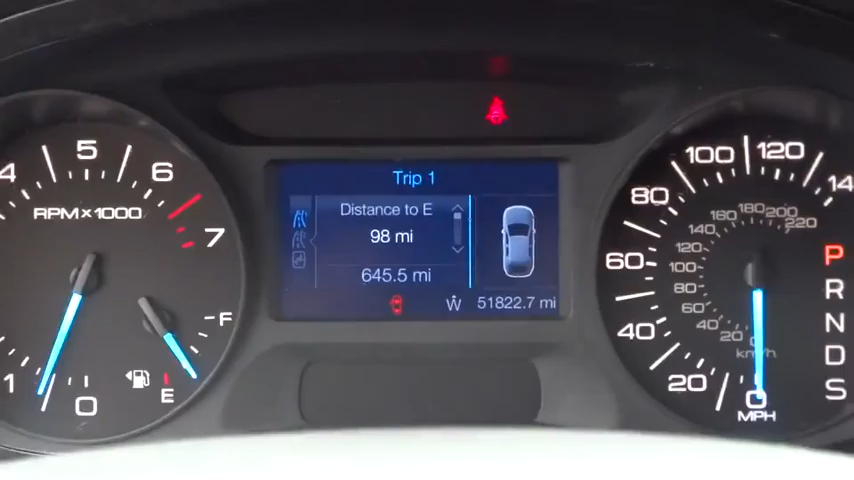 4
5
6
7
RPM×1000
1
0
F
E
Trip 1
Distance to E
98 mi
645.5 mi
W
51822.7 mi
0
20
40
60
80
100
120
14
MPH
20
40
60
80
100
120
140
160
180
200
220
km/h
P
R
N
D
S